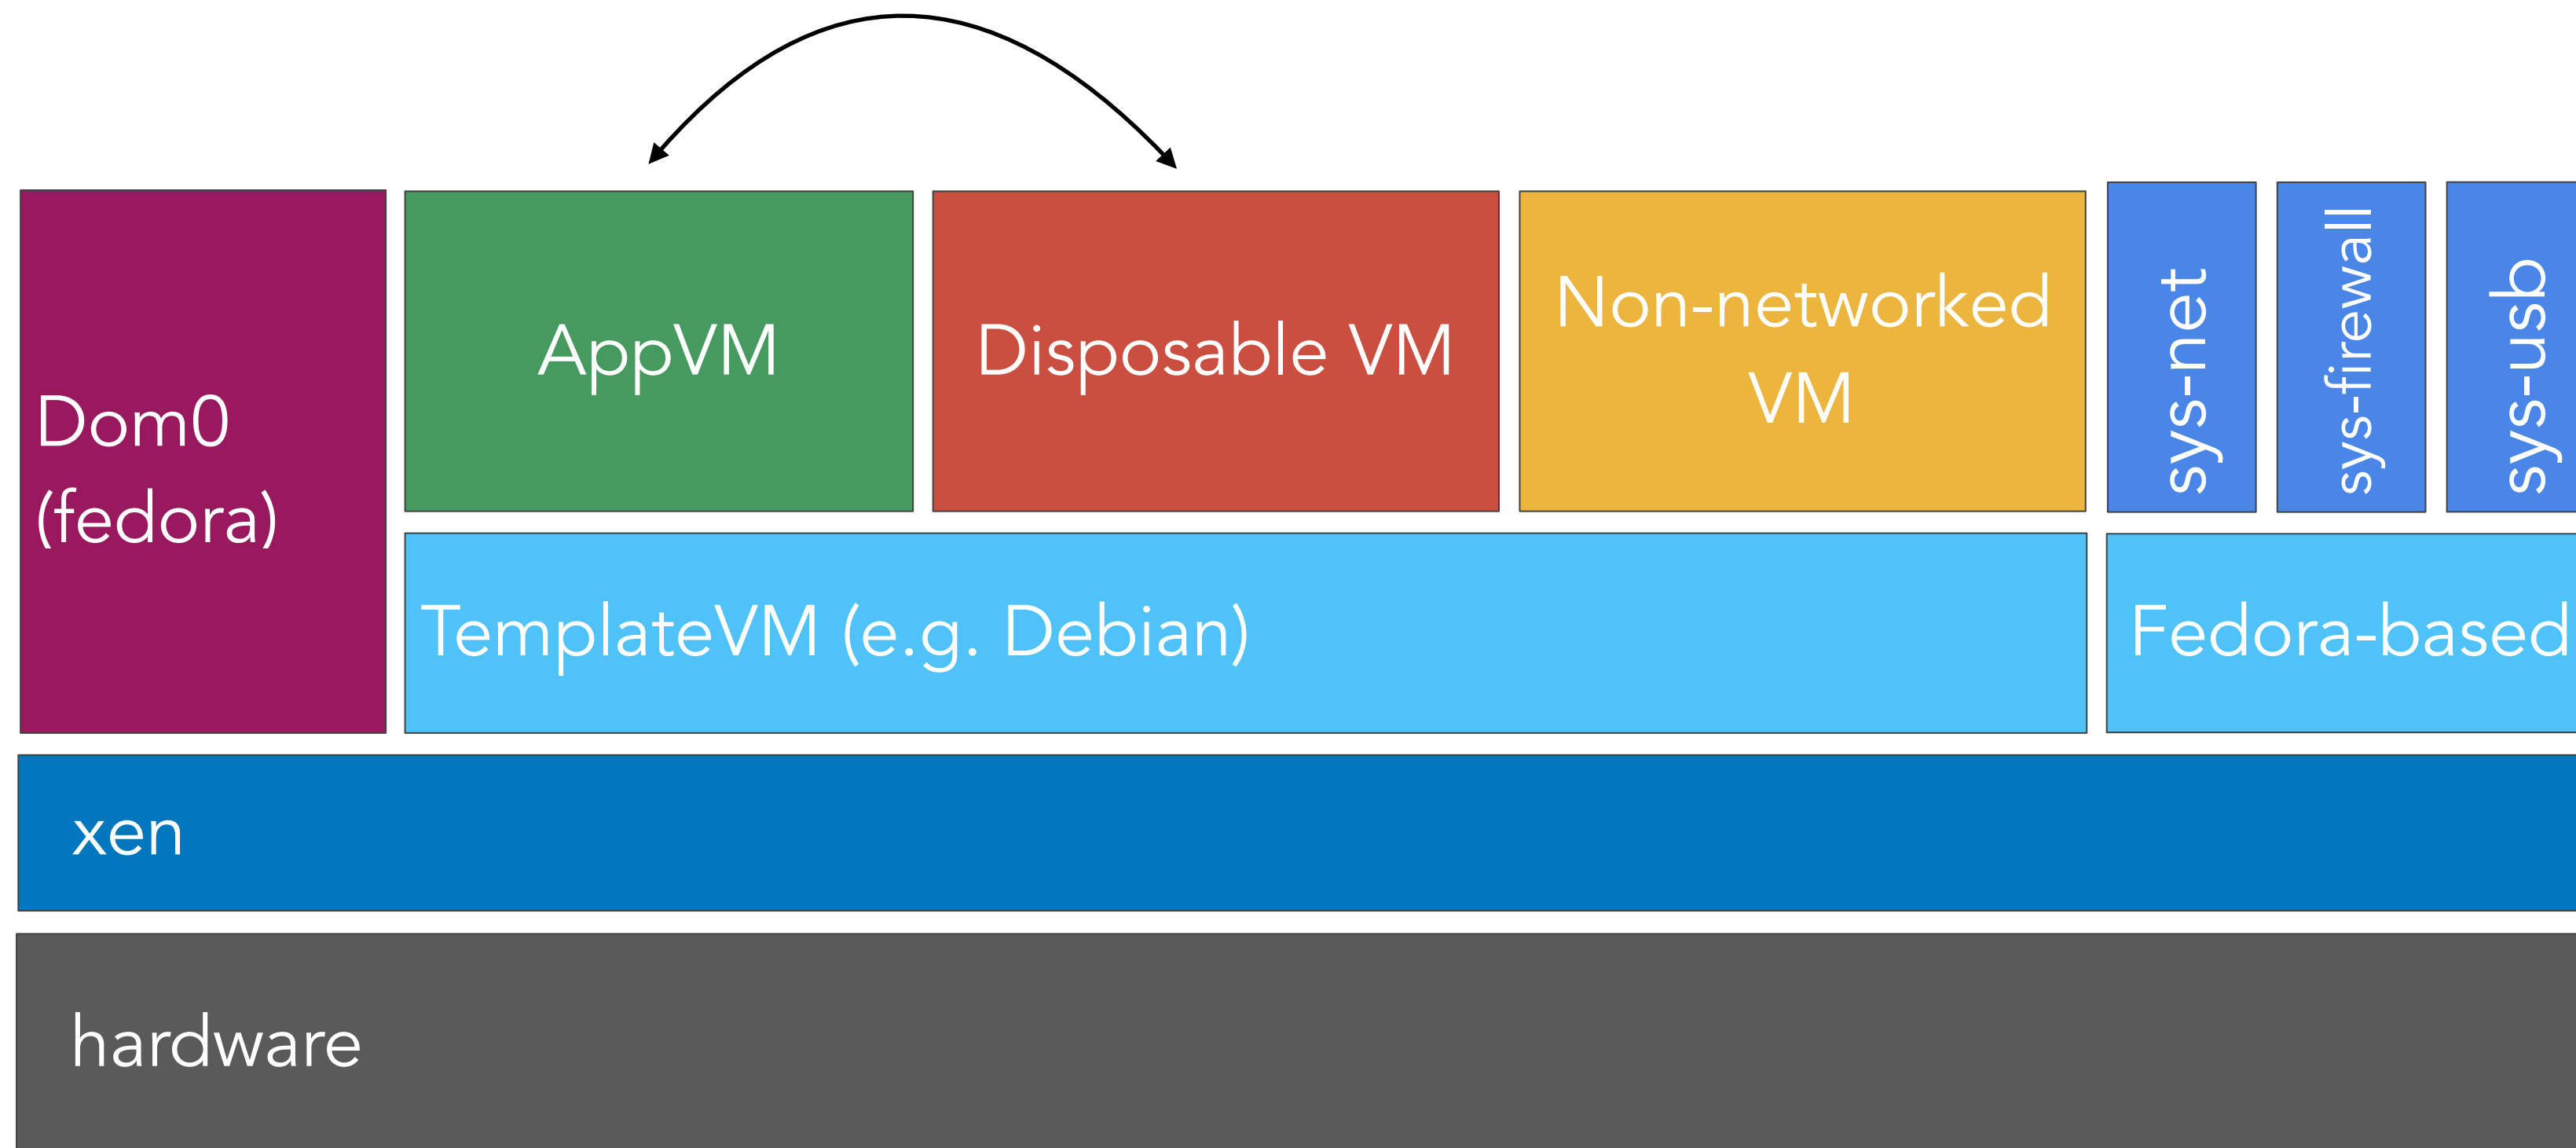 Dom0
(fedora)
AppVM
Disposable VM
Non-networked
VM
sys-net
sys-firewall
sys-usb
TemplateVM (e.g. Debian)
Fedora-based
xen
hardware